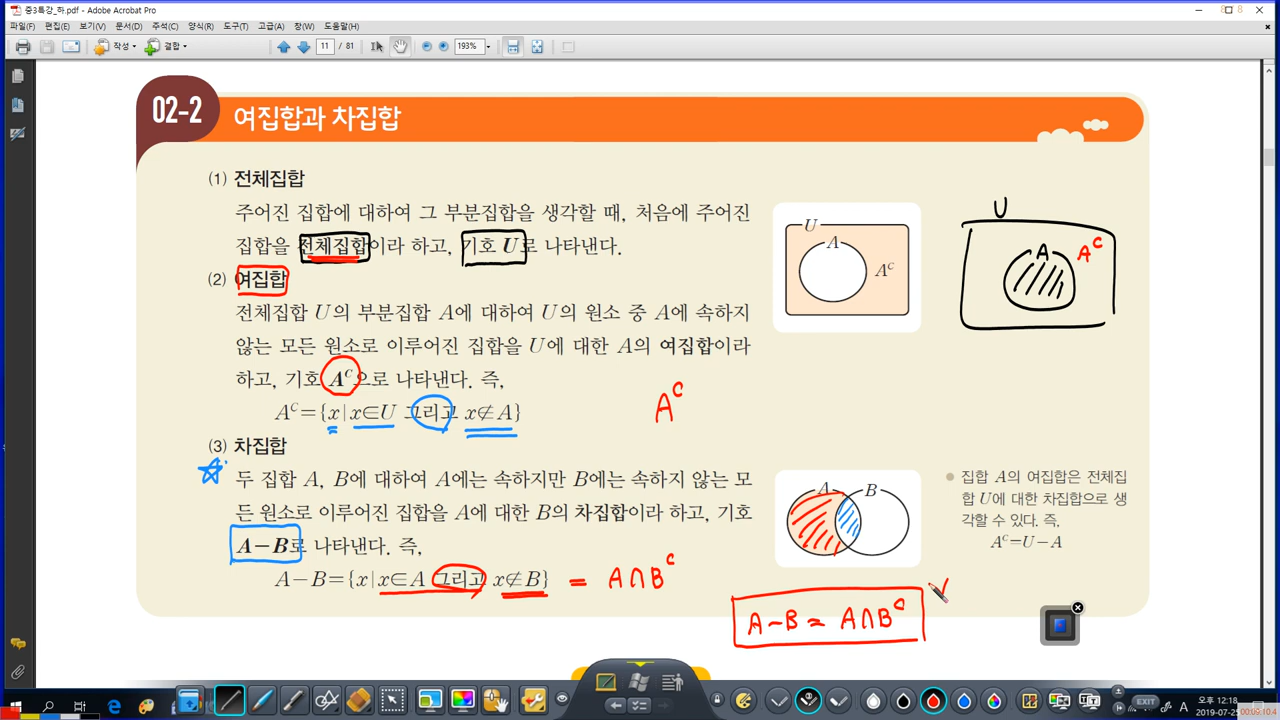 중3특강_하.pdf - Adobe Acrobat Pro
파일(F) 편집(E) 보기(V) 문서(D) 주석(C) 양식(R) 도구(T) 고급(A) 창(W) 도움말(H)
작성 결합 11 / 81 193%
02-2 여집합과 차집합
(1) 전체집합
주어진 집합에 대하여 그 부분집합을 생각할 때, 처음에 주어진
집합을 전체집합이라 하고, 기호 U로 나타낸다.
U
A
A^C
U
A A^C
(2) 여집합
전체집합 U의 부분집합 A에 대하여 U의 원소 중 A에 속하지
않는 모든 원소로 이루어진 집합을 U에 대한 A의 여집합이라
하고, 기호 A^C으로 나타낸다. 즉,
A^C={x|x∈U 그리고 x∉A}
A^C
(3) 차집합
두 집합 A, B에 대하여 A에는 속하지만 B에는 속하지 않는 모
든 원소로 이루어진 집합을 A에 대한 B의 차집합이라 하고, 기호
A-B로 나타낸다. 즉,
A-B={x|x∈A 그리고 x∉B} = A∩B^C
A B
집합 A의 여집합은 전체집
합 U에 대한 차집합으로 생
각할 수 있다. 즉,
A^C=U-A
A-B = A∩B^C
EXIT
A
오후 12:18
2019-07-25
00:09:10.4